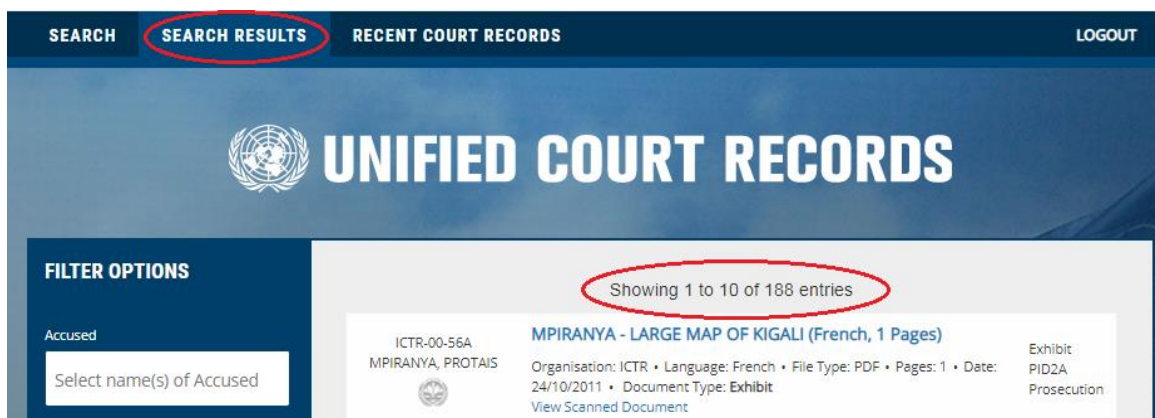 SEARCH SEARCH RESULTS RECENT COURT RECORDS LOGOUT
UNIFIED COURT RECORDS
FILTER OPTIONS
Accused
Select name(s) of Accused
Showing 1 to 10 of 188 entries
ICTR-00-56A
MPIRANYA, PROTAIS
MPIRANYA - LARGE MAP OF KIGALI (French, 1 Pages)
Organisation: ICTR • Language: French • File Type: PDF • Pages: 1 • Date:
24/10/2011 • Document Type: Exhibit
View Scanned Document
Exhibit
PID2A
Prosecution